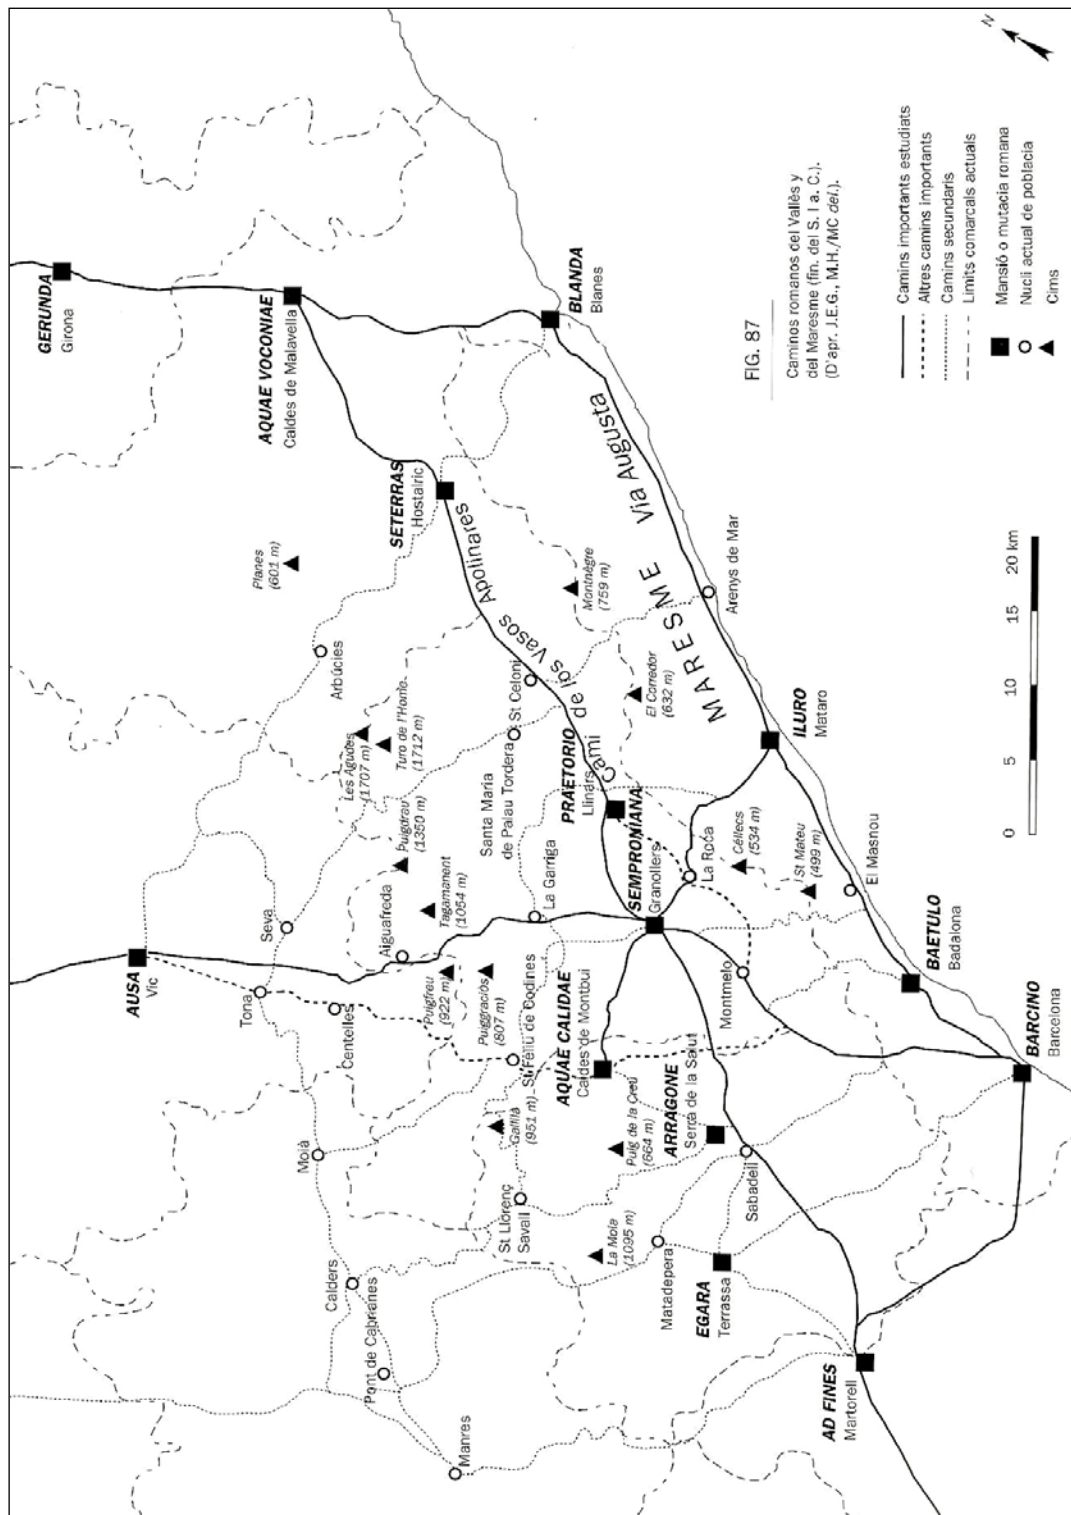 N
GERUNDA
Girona
AQUAE VOCONIAE
Caldes de Malavella
BLANDA
Blanes
SETERRAS
Hostalric
Planes
(601 m)
Arbúcies
Les Agudes
(1707 m)
Turo de l'Home
(1712 m)
Puigdrau
(1350 m)
Tagamanent
(1054 m)
Seva
Aiguafreda
AUSA
Vic
Tona
Centelles
Puigfreu
(922 m)
Puiggraciós
(807 m)
St Feliu de Codines
Gallifa
(951 m)
Moià
Calders
Pont de Cabrianes
Manres
St Llorenç
Savall
La Mola
(1095 m)
Puig de la Creu
(664 m)
Matadepera
EGARA
Terrassa
Sabadell
ARRAGONE
Serra de la Salut
AQUAE CALIDAE
Caldes de Montbui
La Garriga
Santa Maria
de Palau Tordera
St Celoni
PRAETORIO
Llinars
SEMPRONIANA
Granollers
La Roca
Montmelo
Céllecs
(534 m)
St Mateu
(499 m)
El Corredor
(632 m)
Montnègre
(759 m)
Cami de los Vasos Apolinares
MARESME
Via Augusta
Arenys de Mar
ILURO
Mataro
El Masnou
BAETULO
Badalona
BARCINO
Barcelona
AD FINES
Martorell
FIG. 87
Caminos romanos del Vallès y
del Maresme (fin. del S. I a. C.).
(D'apr. J.E.G., M.H./MC del.).
Camins importants estudiats
Altres camins importants
Camins secundaris
Limits comarcals actuals
Mansió o mutacia romana
Nucli actual de poblacia
Cims
0 5 10 15 20 km